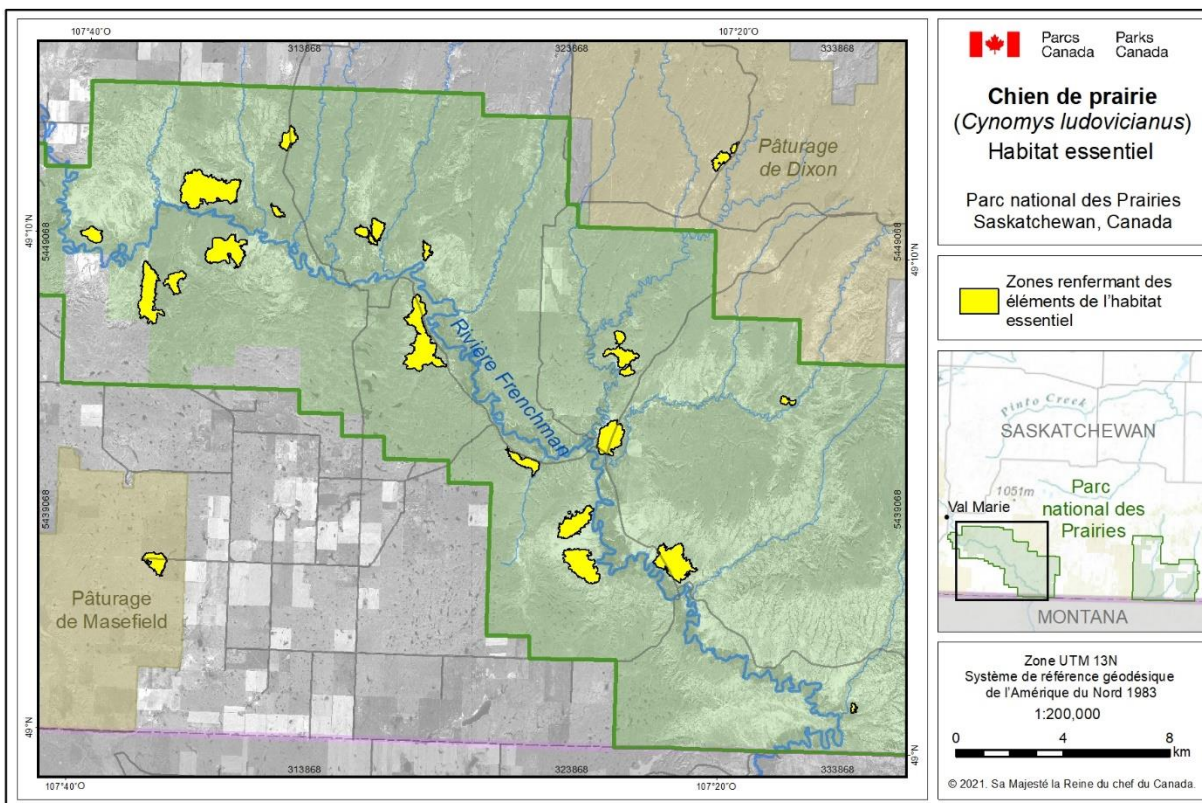 107°40'O
313868
323868
107°20'O
333868
49°10'N
5449068
5449068
49°10'N
Pâturage
de Dixon
Rivière Frenchman
5439068
5439068
Pâturage
de Masefield
49°N
49°N
107°40'O
313868
323868
107°20'O
333868
Parcs
Canada
Parks
Canada
Chien de prairie
(Cynomys ludovicianus)
Habitat essentiel
Parc national des Prairies
Saskatchewan, Canada
Zones renfermant des
éléments de l'habitat
essentiel
Pinto Creek
SASKATCHEWAN
1051m
Val Marie
Parc
national des
Prairies
MONTANA
Zone UTM 13N
Système de référence géodésique
de l'Amérique du Nord 1983
1:200,000
0 4 8
km
© 2021. Sa Majesté la Reine du chef du Canada.